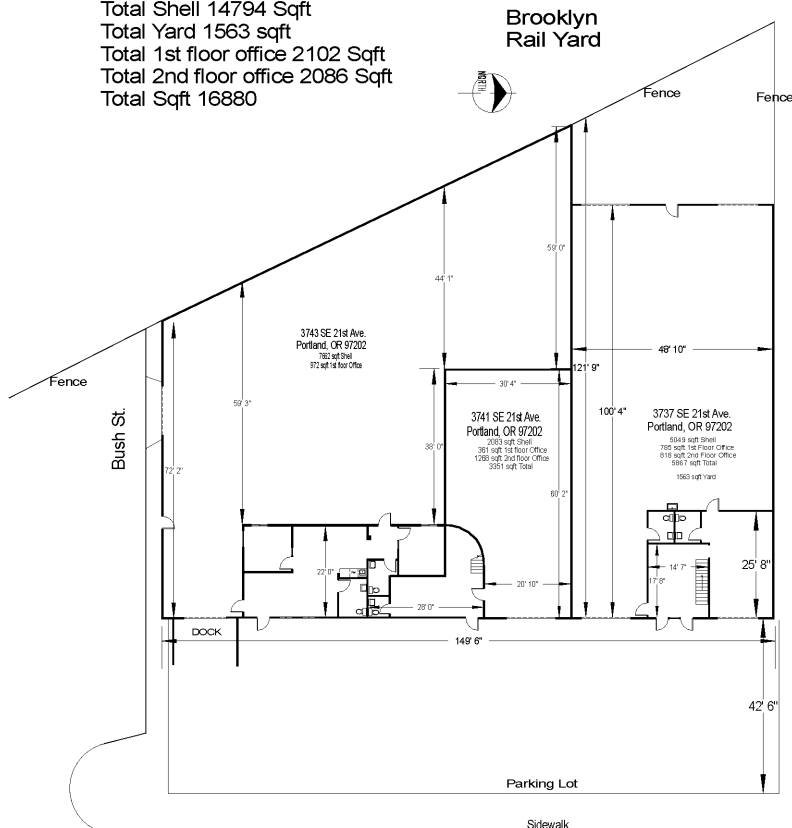 Total Shell 14794 Sqft
Total Yard 1563 sqft
Total 1st floor office 2102 Sqft
Total 2nd floor office 2086 Sqft
Total Sqft 16880
Brooklyn
Rail Yard
NORTH
Fence
Fence
59' 0"
44' 1"
3743 SE 21st Ave.
Portland, OR 97202
7662 sqft Shell
972 sqft 1st floor Office
48' 10"
121' 9"
Fence
30' 4"
59' 3"
100' 4"
Bush St.
38' 0"
3741 SE 21st Ave.
Portland, OR 97202
2083 sqft Shell
361 sqft 1st floor Office
1268 sqft 2nd floor Office
3351 sqft Total
3737 SE 21st Ave.
Portland, OR 97202
5049 sqft Shell
785 sqft 1st Floor Office
818 sqft 2nd Floor Office
5867 sqft Total
1563 sqft Yard
72' 2"
60' 2"
22' 0"
14' 7"
25' 8"
17' 8"
20' 10"
28' 0"
DOCK
149' 6"
42' 6"
Parking Lot
Sidewalk